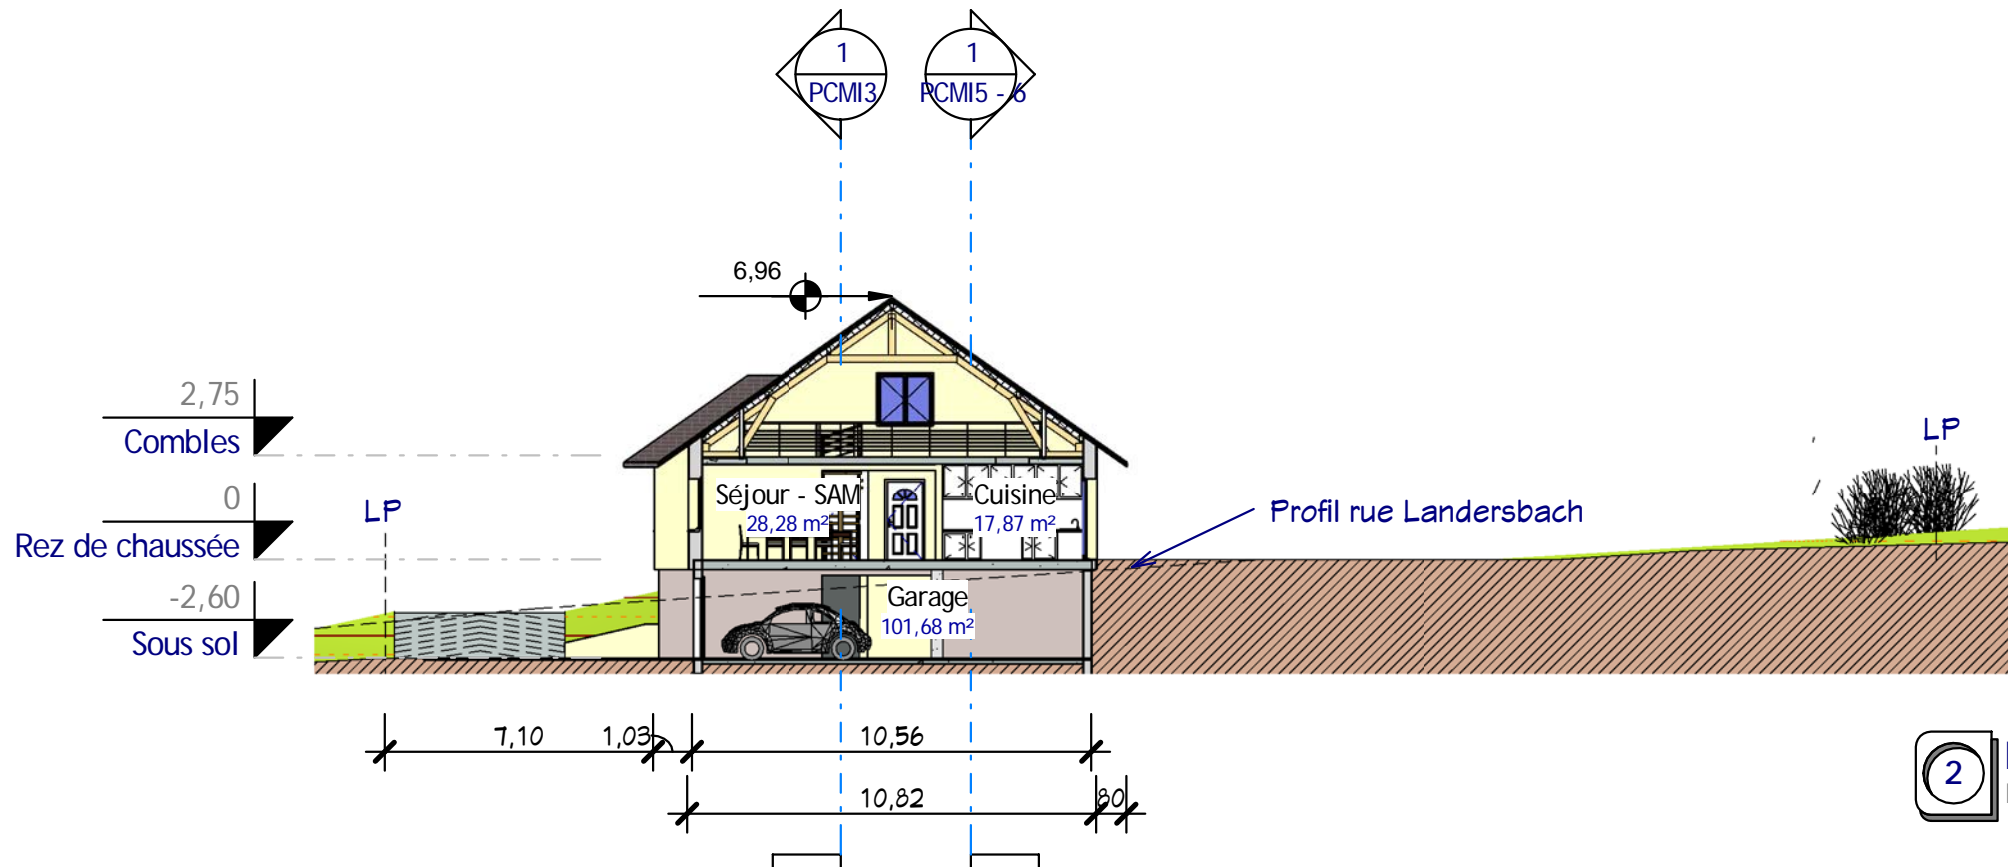 1
PCMI3
1
PCMI5 - 6
6,96
2,75
Combles
0
Rez de chaussée
-2,60
Sous sol
LP
LP
Séjour - SAM
28,28 m²
Cuisine
17,87 m²
Profil rue Landersbach
Garage
101,68 m²
7,10
1,03
10,56
10,82
80
2